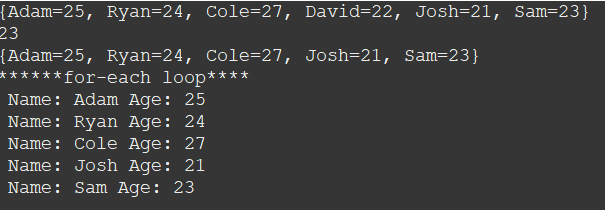 {Adam=25, Ryan=24, Cole=27, David=22, Josh=21, Sam=23}
23
{Adam=25, Ryan=24, Cole=27, Josh=21, Sam=23}
******for-each loop****
Name: Adam Age: 25
Name: Ryan Age: 24
Name: Cole Age: 27
Name: Josh Age: 21
Name: Sam Age: 23